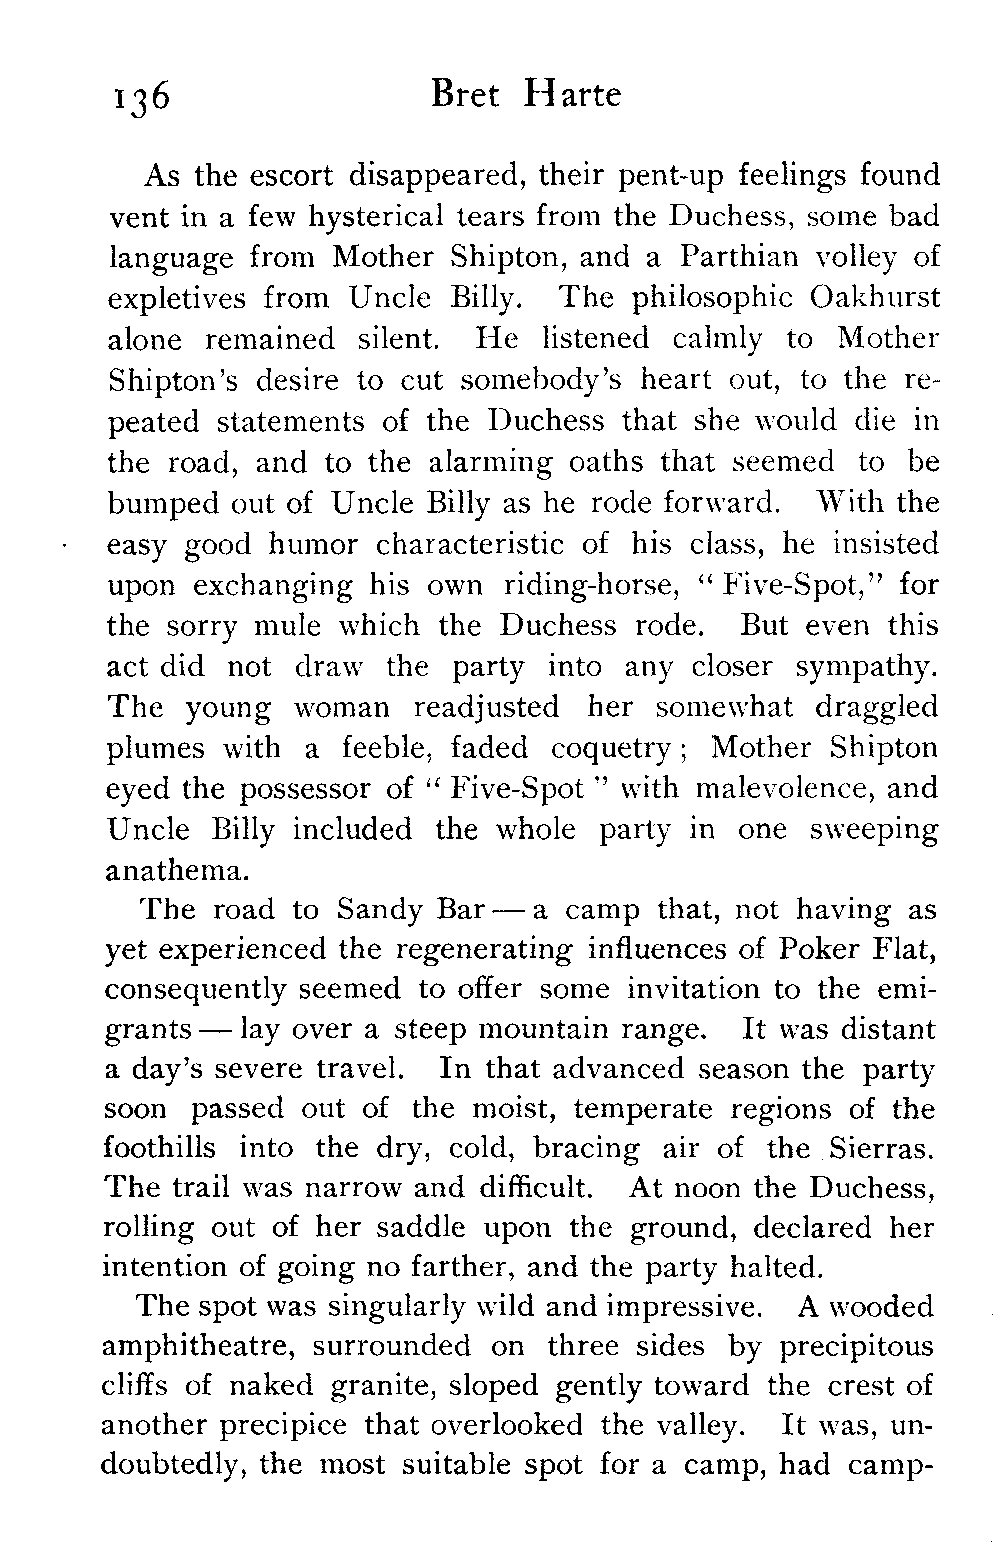 136 Bret Harte
As the escort disappeared, their pent-up feelings found
vent in a few hysterical tears from the Duchess, some bad
language from Mother Shipton, and a Parthian volley of
expletives from Uncle Billy. The philosophic Oakhurst
alone remained silent. He listened calmly to Mother
Shipton's desire to cut somebody's heart out, to the re-
peated statements of the Duchess that she would die in
the road, and to the alarming oaths that seemed to be
bumped out of Uncle Billy as he rode forward. With the
easy good humor characteristic of his class, he insisted
upon exchanging his own riding-horse, “ Five-Spot,” for
the sorry mule which the Duchess rode. But even this
act did not draw the party into any closer sympathy.
The young woman readjusted her somewhat draggled
plumes with a feeble, faded coquetry ; Mother Shipton
eyed the possessor of “ Five-Spot ” with malevolence, and
Uncle Billy included the whole party in one sweeping
anathema.
The road to Sandy Bar — a camp that, not having as
yet experienced the regenerating influences of Poker Flat,
consequently seemed to offer some invitation to the emi-
grants — lay over a steep mountain range. It was distant
a day's severe travel. In that advanced season the party
soon passed out of the moist, temperate regions of the
foothills into the dry, cold, bracing air of the Sierras.
The trail was narrow and difficult. At noon the Duchess,
rolling out of her saddle upon the ground, declared her
intention of going no farther, and the party halted.
The spot was singularly wild and impressive. A wooded
amphitheatre, surrounded on three sides by precipitous
cliffs of naked granite, sloped gently toward the crest of
another precipice that overlooked the valley. It was, un-
doubtedly, the most suitable spot for a camp, had camp-